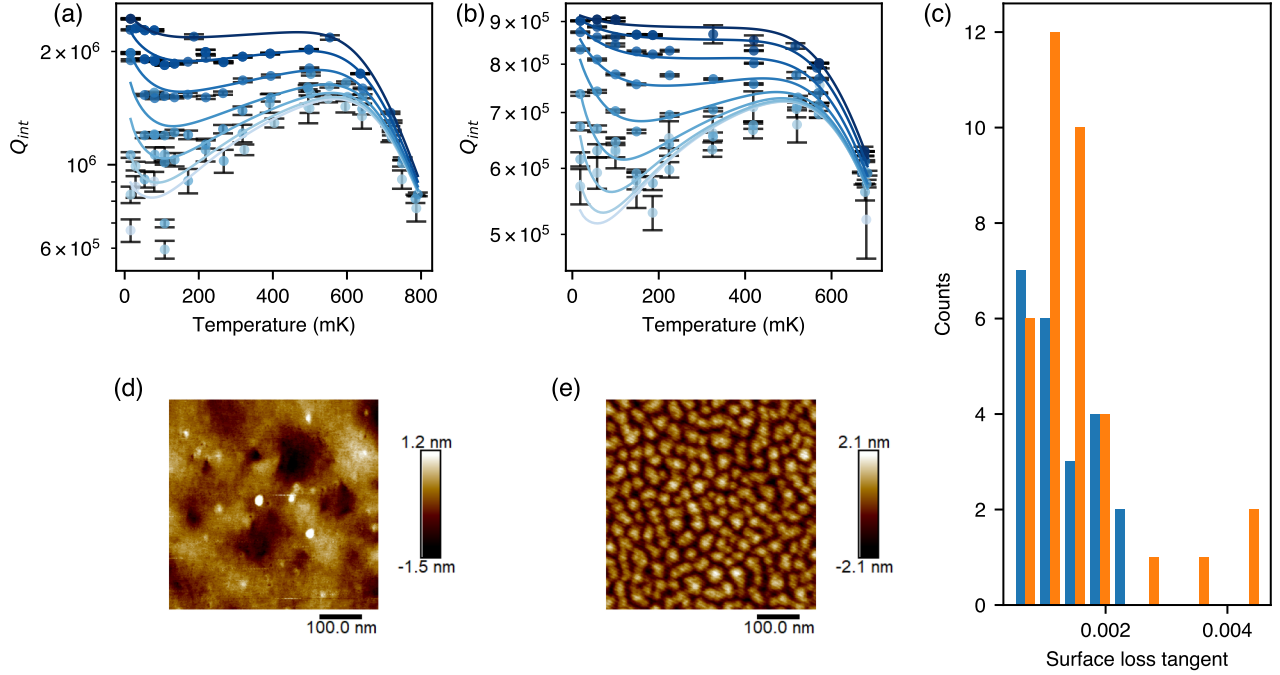 (a)
2 × 10⁶
10⁶
6 × 10⁵
Q_int
0 200 400 600 800
Temperature (mK)
(b)
9 × 10⁵
8 × 10⁵
7 × 10⁵
6 × 10⁵
5 × 10⁵
Q_int
0 200 400 600
Temperature (mK)
(c)
12
10
8
6
4
2
0
Counts
0.002 0.004
Surface loss tangent
(d)
1.2 nm
-1.5 nm
100.0 nm
(e)
2.1 nm
-2.1 nm
100.0 nm